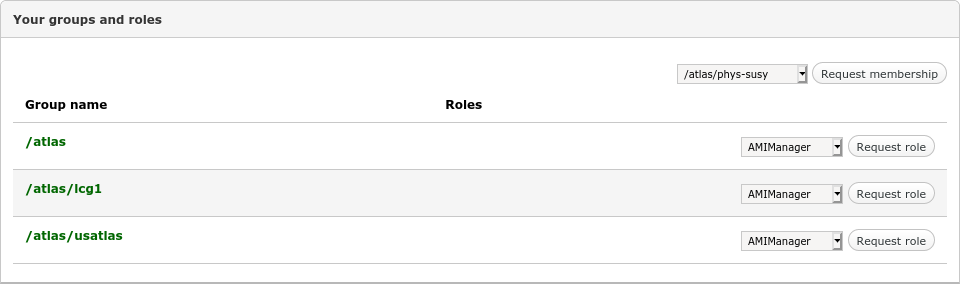 Your groups and roles
/atlas/phys-susy Request membership
Group name Roles
/atlas AMIManager Request role
/atlas/lcg1 AMIManager Request role
/atlas/usatlas AMIManager Request role